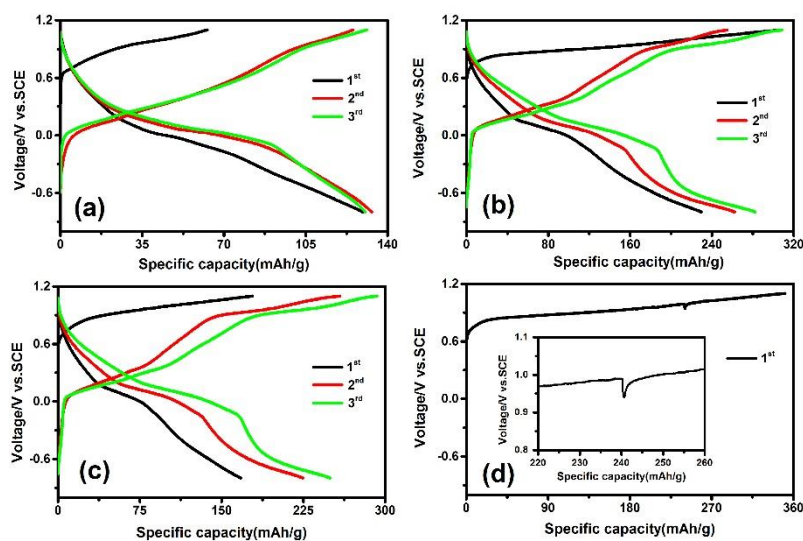 1.2
0.6
0.0
-0.6
Voltage/V vs.SCE
1st
2nd
3rd
(a)
0 35 70 105 140
Specific capacity(mAh/g)
1.2
0.6
0.0
-0.6
Voltage/V vs.SCE
1st
2nd
3rd
(b)
0 80 160 240 320
Specific capacity(mAh/g)
1.2
0.6
0.0
-0.6
Voltage/V vs.SCE
1st
2nd
3rd
(c)
0 75 150 225 300
Specific capacity(mAh/g)
1.2
0.6
0.0
-0.6
Voltage/V vs.SCE
1st
1.1
1.0
0.9
0.8
Voltage/V vs.SCE
220 230 240 250 260
Specific capacity(mAh/g)
(d)
0 90 180 270 360
Specific capacity(mAh/g)